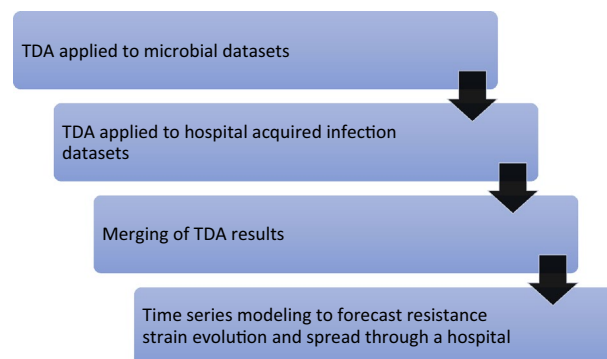 TDA applied to microbial datasets
TDA applied to hospital acquired infection
datasets
Merging of TDA results
Time series modeling to forecast resistance
strain evolution and spread through a hospital